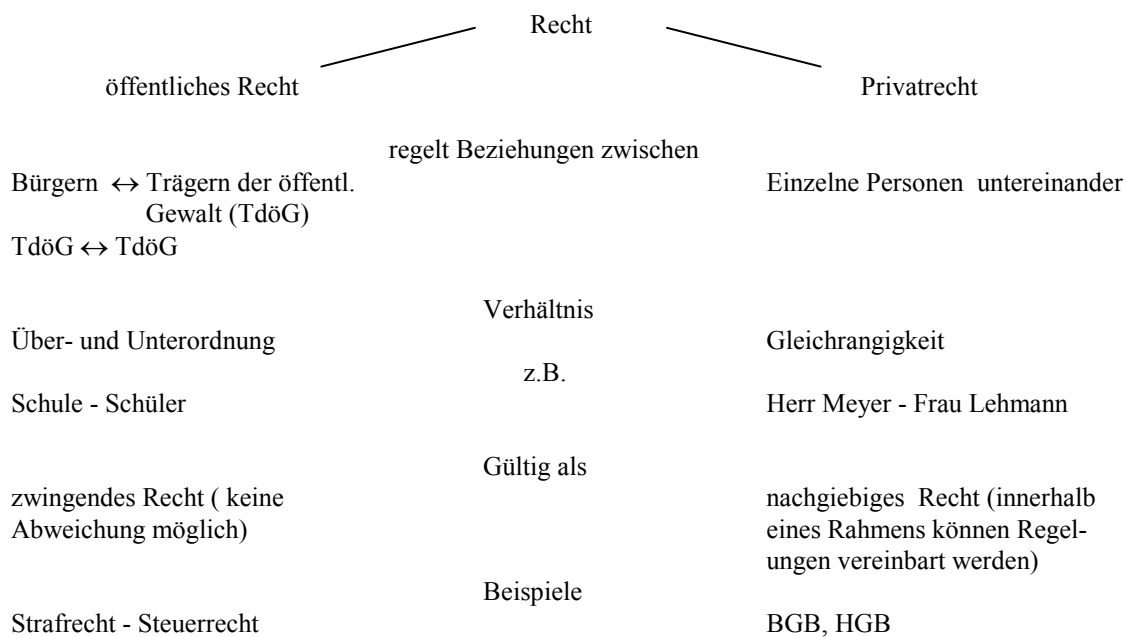 Recht
öffentliches Recht Privatrecht
regelt Beziehungen zwischen
Bürgern ↔ Trägern der öffentl. Einzelne Personen untereinander
Gewalt (TdöG)
TdöG ↔ TdöG
Verhältnis
Über- und Unterordnung Gleichrangigkeit
z.B.
Schule - Schüler Herr Meyer - Frau Lehmann
Gültig als
zwingendes Recht ( keine nachgiebiges Recht (innerhalb
Abweichung möglich) eines Rahmens können Regel-
ungen vereinbart werden)
Beispiele
Strafrecht - Steuerrecht BGB, HGB